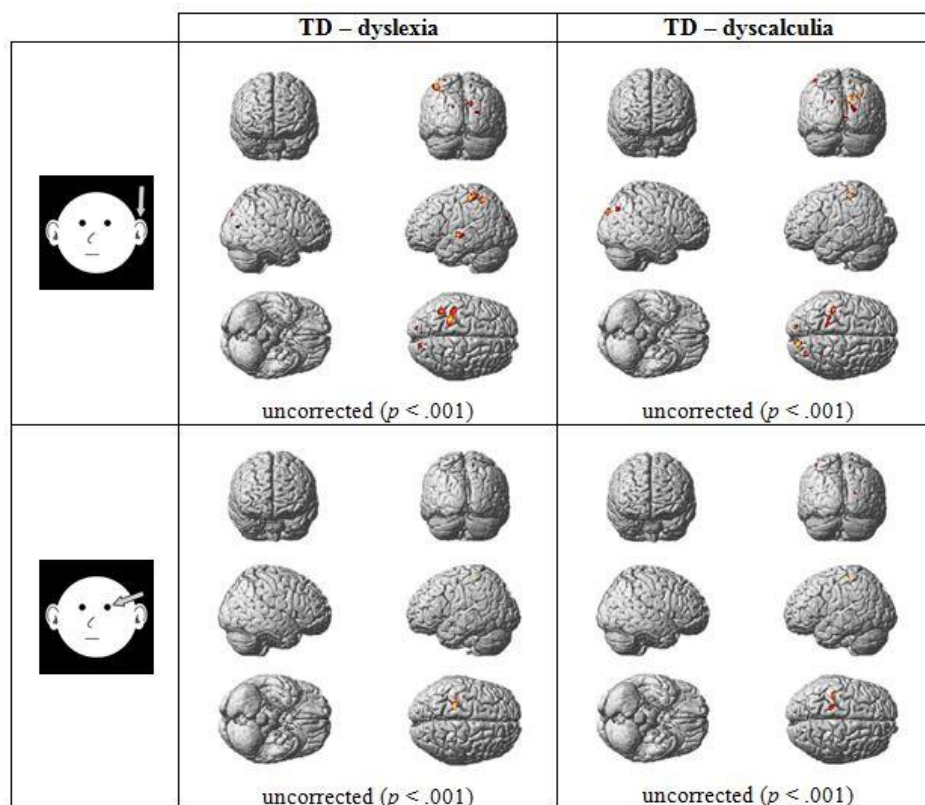 TD – dyslexia
TD – dyscalculia
uncorrected (p < .001)
uncorrected (p < .001)
uncorrected (p < .001)
uncorrected (p < .001)